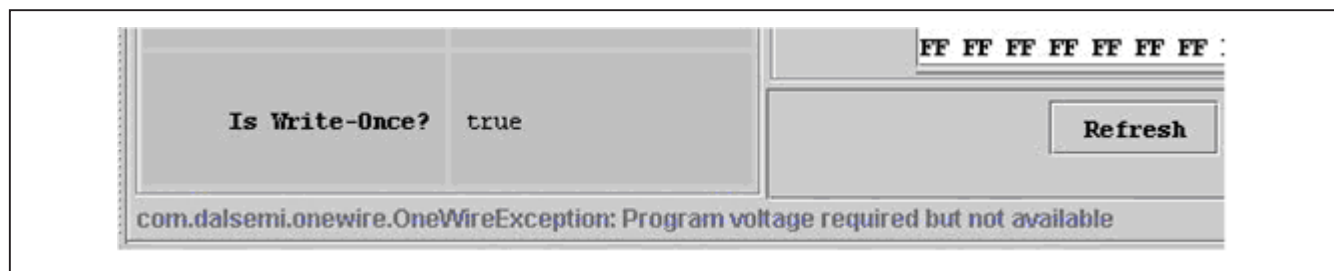 FF FF FF FF FF FF FF
Is Write-Once? true
Refresh
com.dalsemi.onewire.OneWireException: Program voltage required but not available